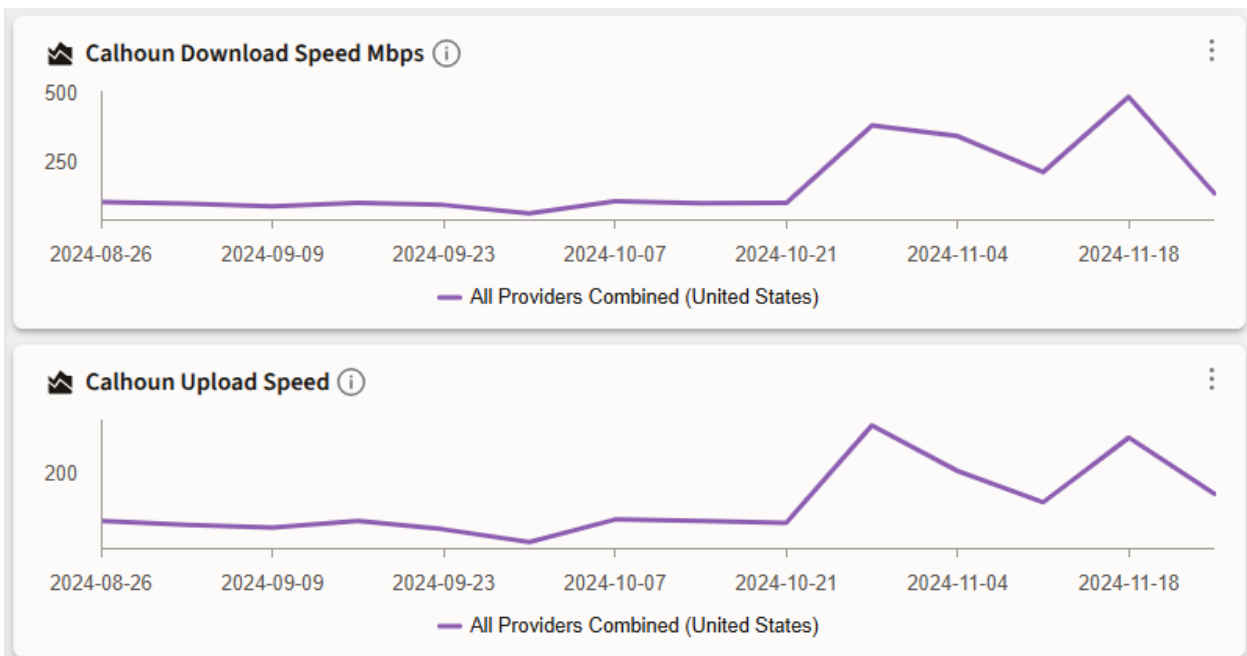 Calhoun Download Speed Mbps
500
250
2024-08-26 2024-09-09 2024-09-23 2024-10-07 2024-10-21 2024-11-04 2024-11-18
All Providers Combined (United States)
Calhoun Upload Speed
200
2024-08-26 2024-09-09 2024-09-23 2024-10-07 2024-10-21 2024-11-04 2024-11-18
All Providers Combined (United States)